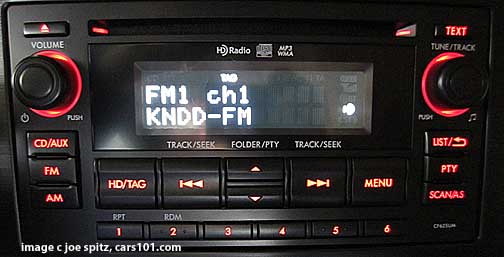 TEXT
VOLUME
HD Radio
MP3
WMA
TUNE/TRACK
TAG
FM1 ch1
KNDD-FM
PUSH
PUSH
CD/AUX
TRACK/SEEK FOLDER/PTY TRACK/SEEK
LIST/
FM
HD/TAG
MENU
PTY
AM
SCAN/AS
RPT RDM
1 2 3 4 5 6
CF625UM
image c joe spitz, cars101.com